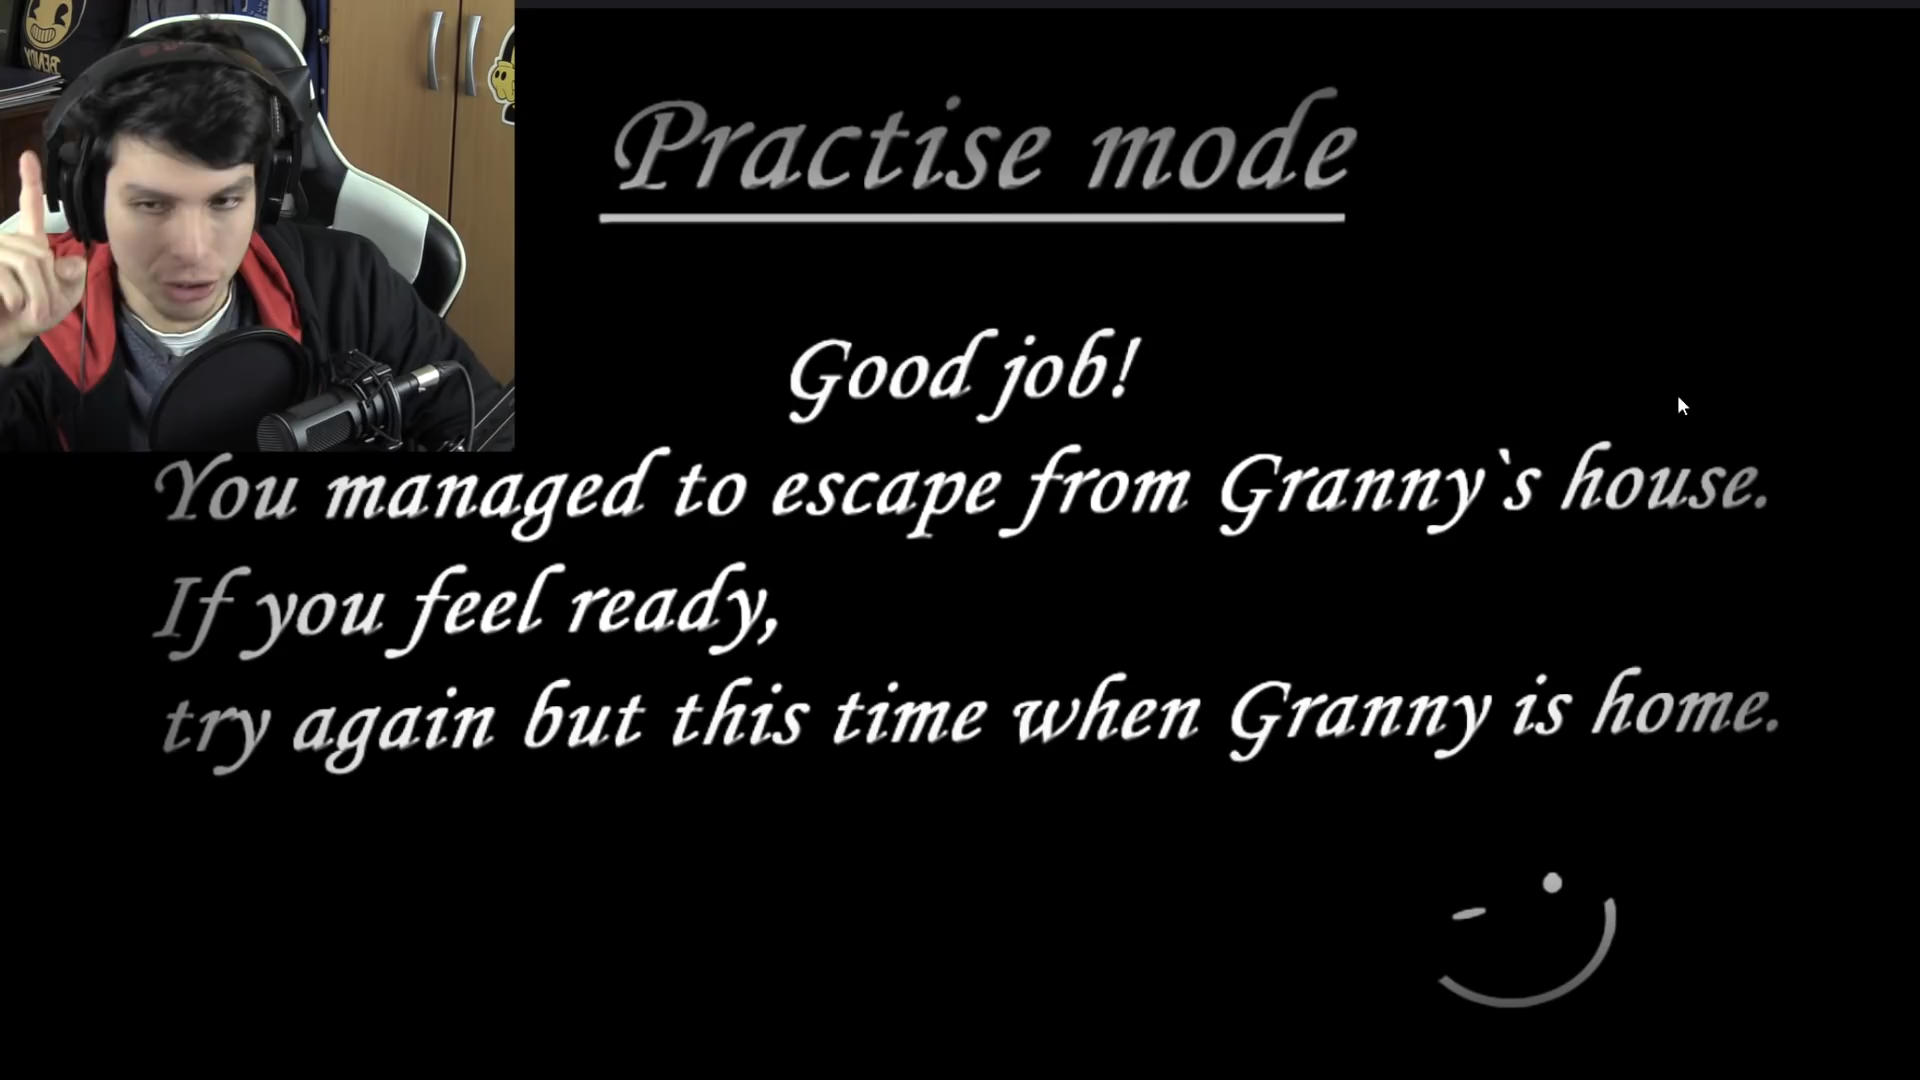 BENDY
Practise mode
Good job!
You managed to escape from Granny`s house.
If you feel ready,
try again but this time when Granny is home.